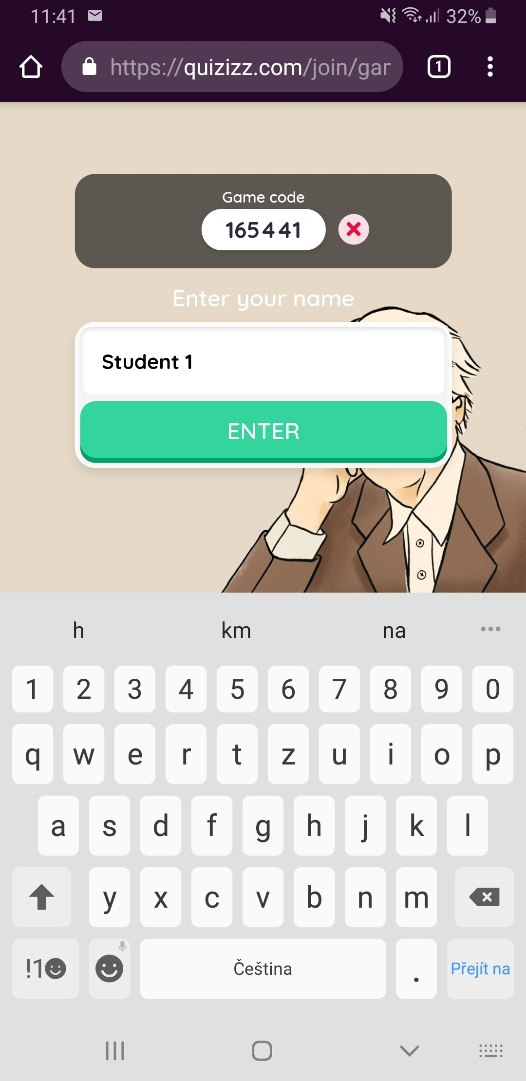 11:41 32%
https://quizizz.com/join/gar 1
Game code
165441
Enter your name
Student 1
ENTER
h km na
1 2 3 4 5 6 7 8 9 0
q w e r t z u i o p
a s d f g h j k l
y x c v b n m
!1 Čeština . Přejít na